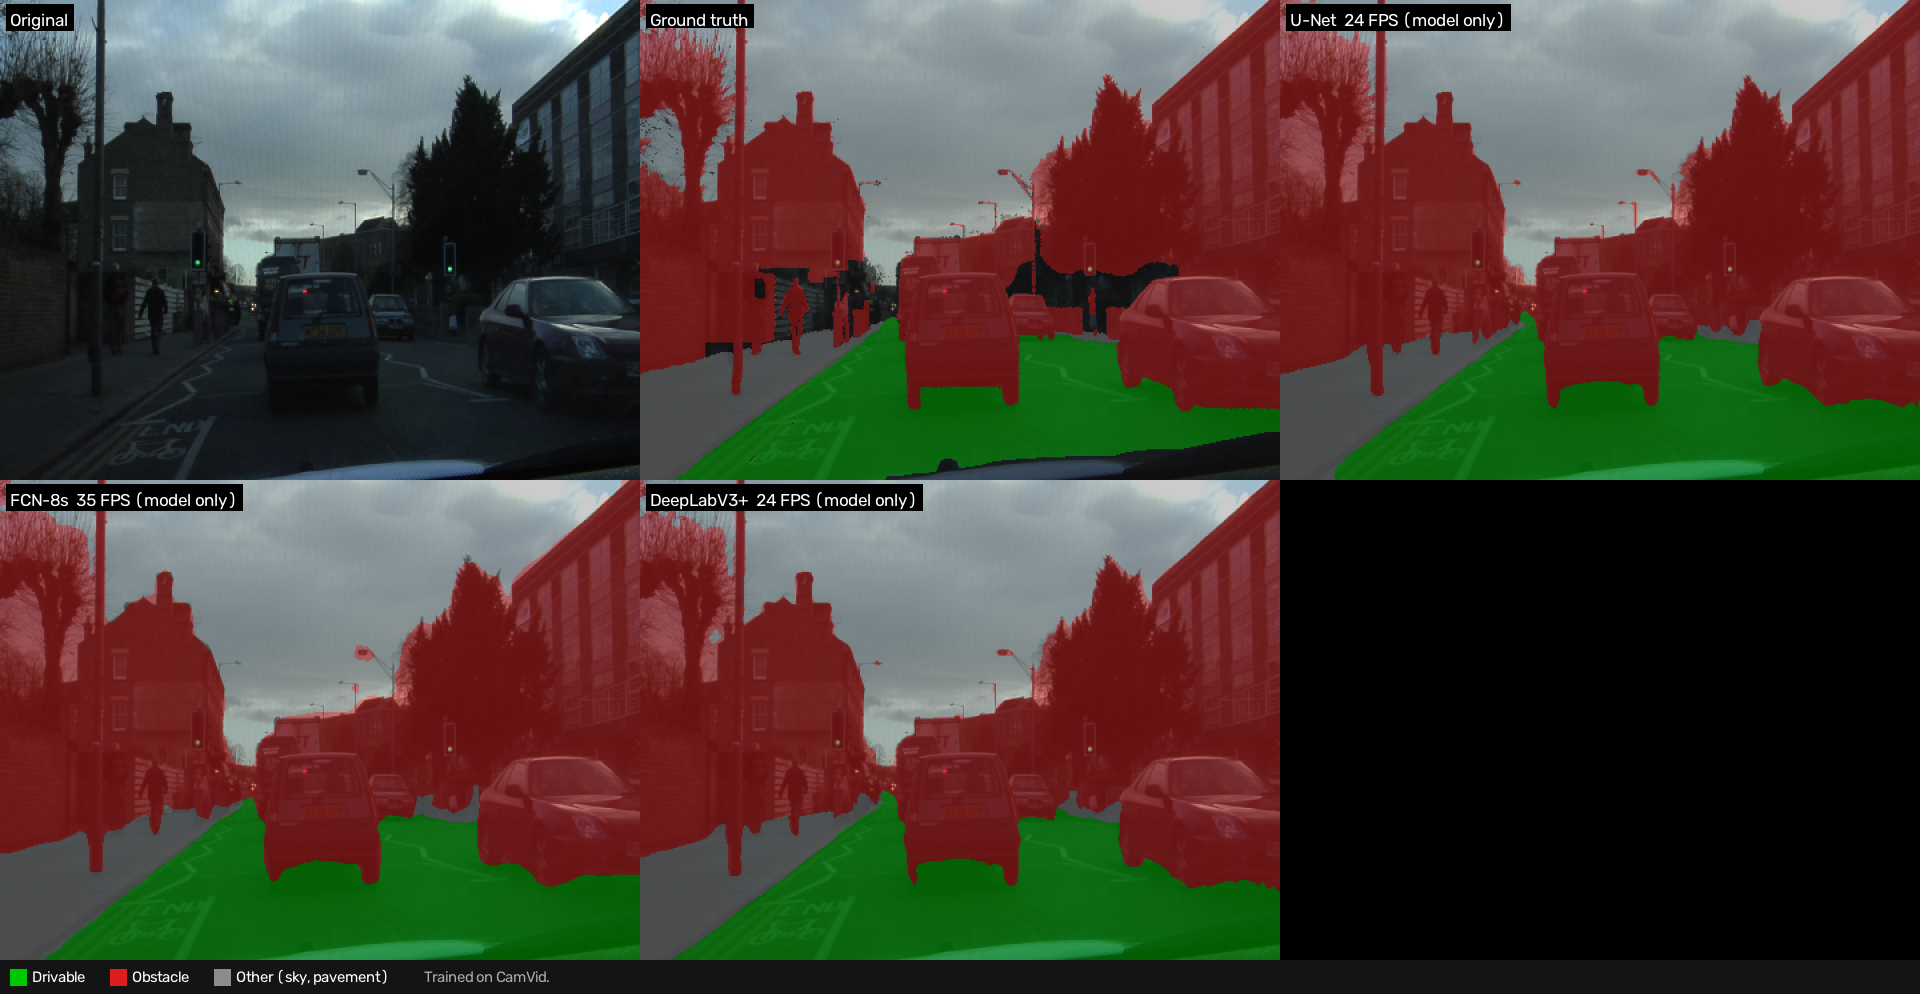 Original
Ground truth
U-Net 24 FPS (model only)
FCN-8s 35 FPS (model only)
DeepLabV3+ 24 FPS (model only)
Drivable
Obstacle
Other (sky, pavement)
Trained on CamVid.